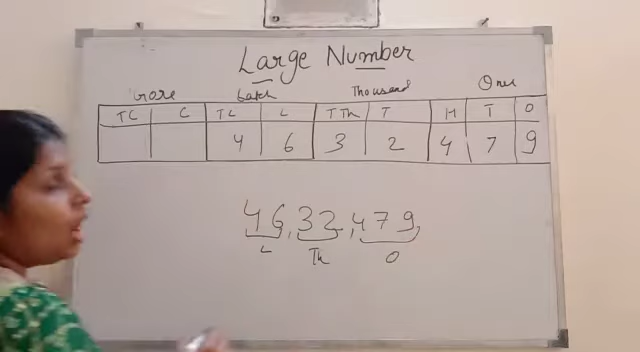 Large Number
Crore Lakh Thousand Ones
TC C TL L TTh T H T O
4 6 3 2 4 7 9
46,32,479
L Th O